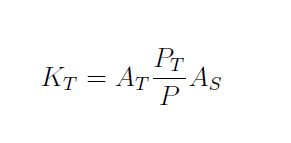 K_T = A_T \frac{P_T}{P} A_S